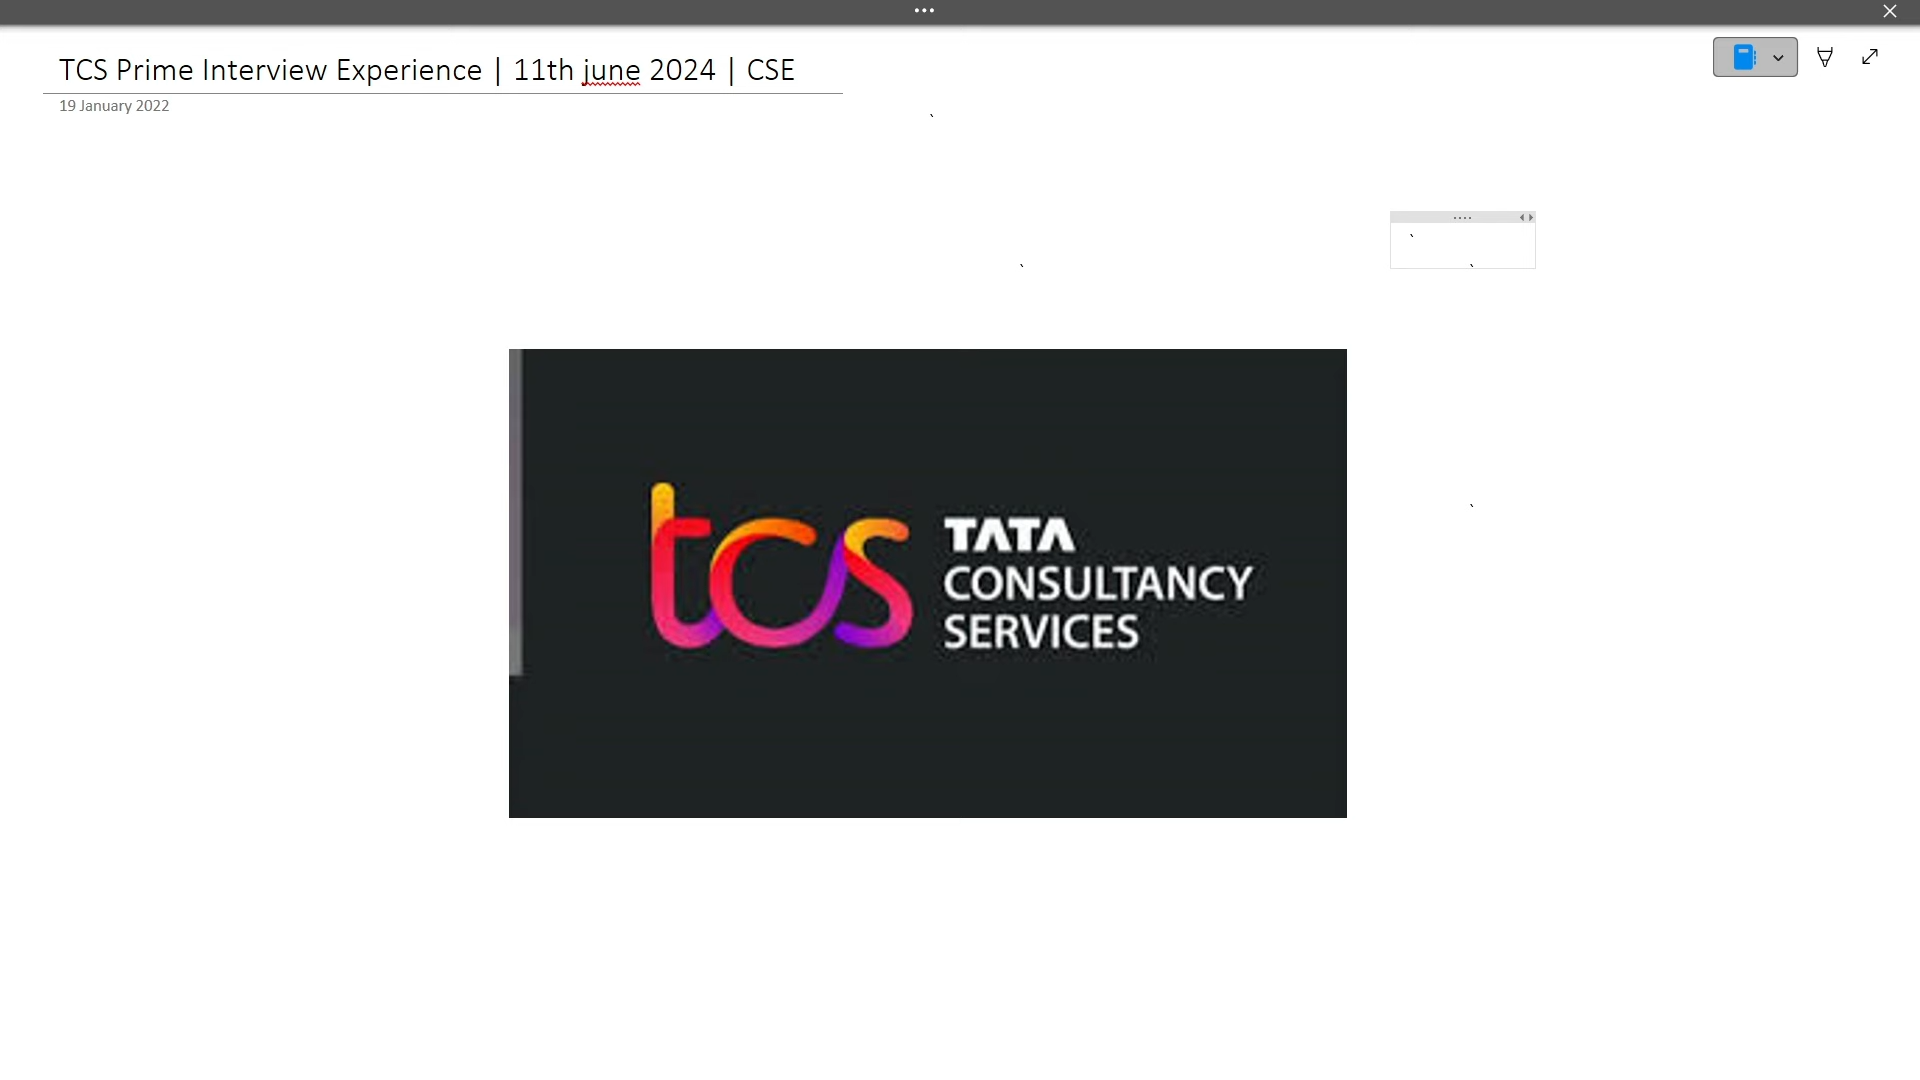 TCS Prime Interview Experience | 11th june 2024 | CSE
19 January 2022
`
`
`
`
tcs
TATA
CONSULTANCY
SERVICES
`